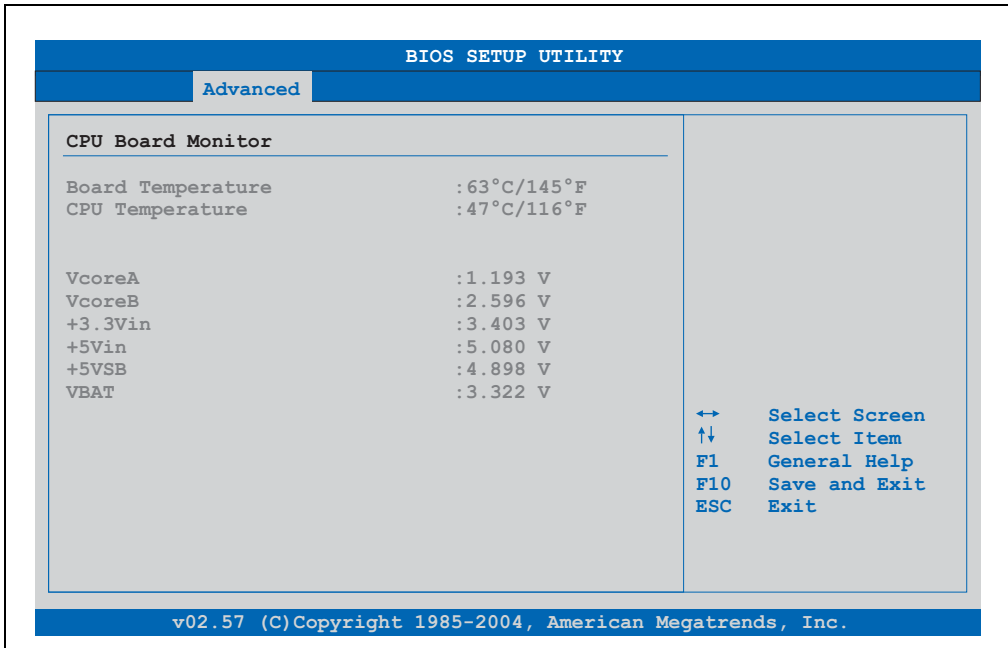 BIOS SETUP UTILITY
Advanced
CPU Board Monitor
Board Temperature :63°C/145°F
CPU Temperature :47°C/116°F
VcoreA :1.193 V
VcoreB :2.596 V
+3.3Vin :3.403 V
+5Vin :5.080 V
+5VSB :4.898 V
VBAT :3.322 V
↔ Select Screen
↑↓ Select Item
F1 General Help
F10 Save and Exit
ESC Exit
v02.57 (C)Copyright 1985-2004, American Megatrends, Inc.